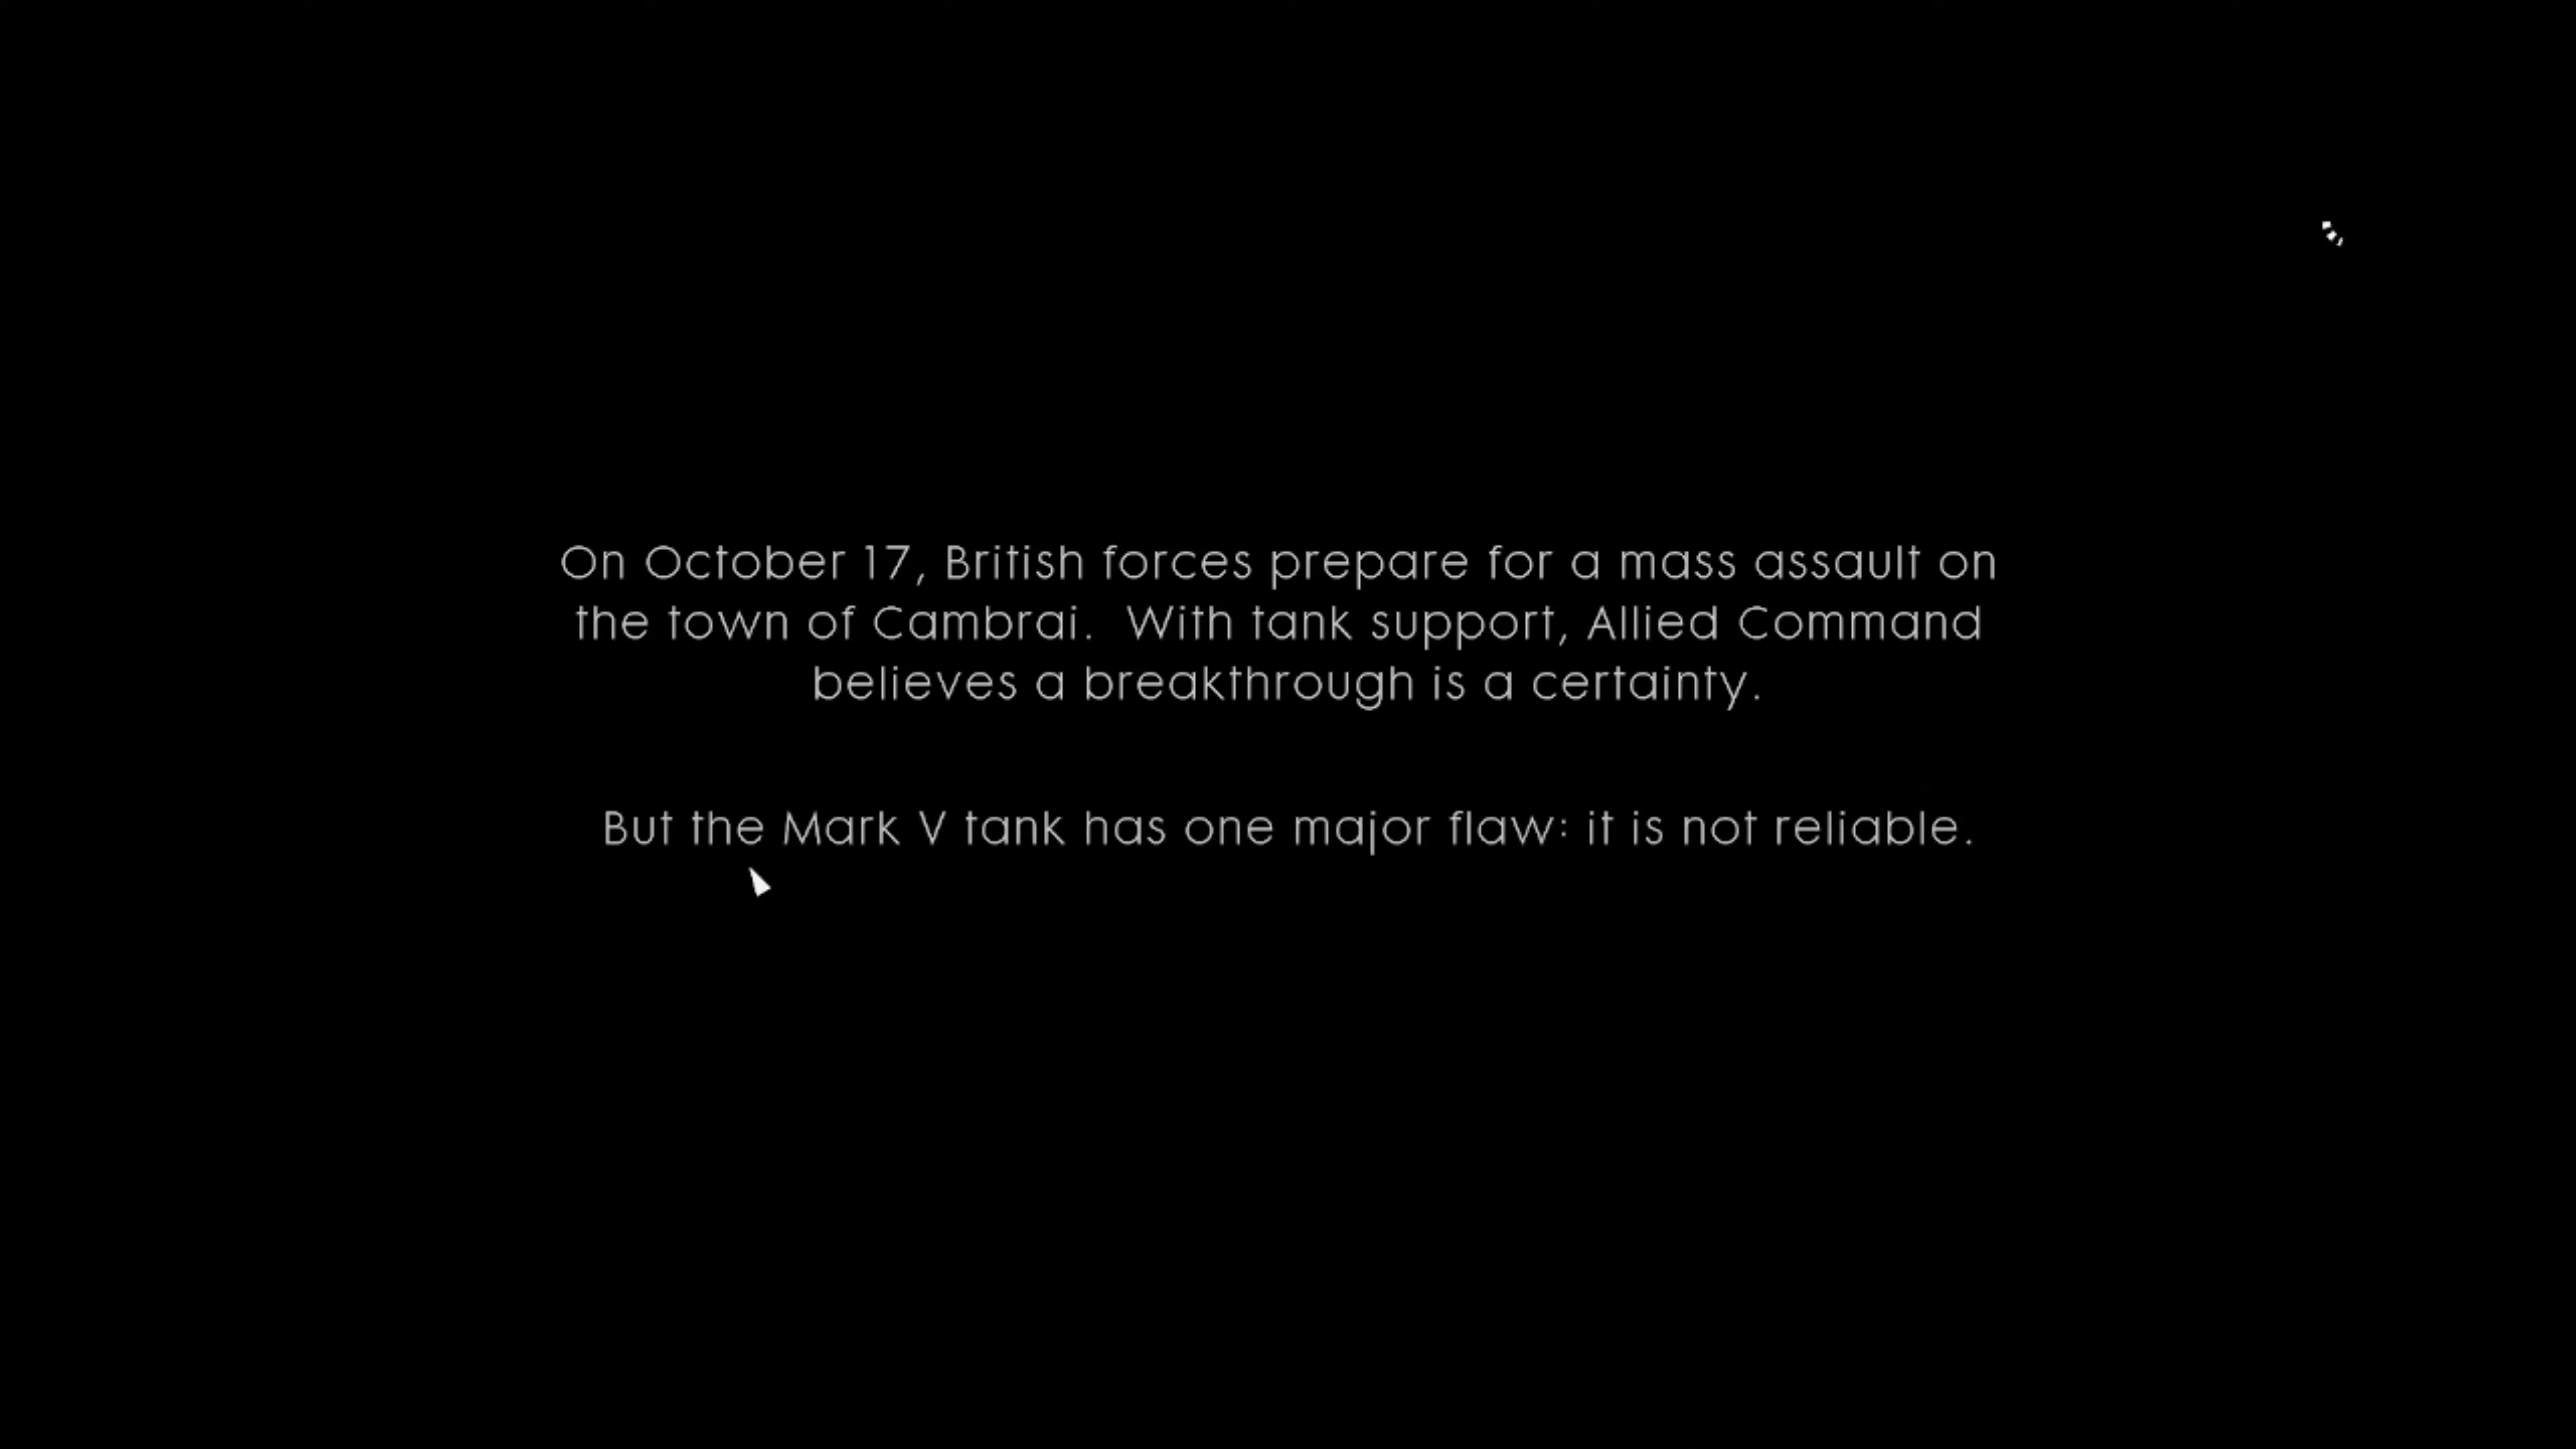 On October 17, British forces prepare for a mass assault on
the town of Cambrai.  With tank support, Allied Command
believes a breakthrough is a certainty.
But the Mark V tank has one major flaw: it is not reliable.